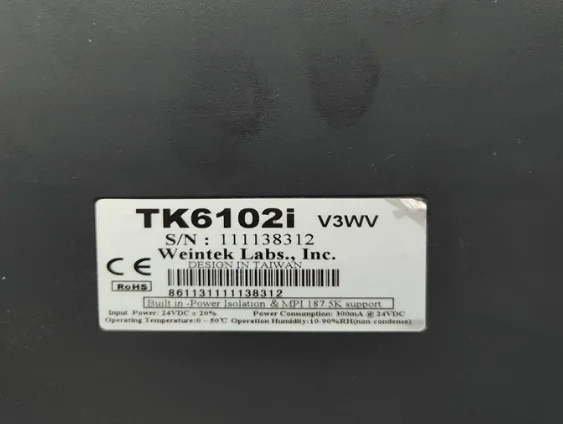 TK6102i V3WV
S/N : 111138312
Weintek Labs., Inc.
DESIGN IN TAIWAN
CE
RoHS
861131111138312
Built in -Power Isolation & MPI 187.5K support
Input Power: 24VDC ± 20% Power Consumption: 300mA @ 24VDC
Operating Temperature:0 - 50℃ Operation Humidity:10-90%RH(non condense)